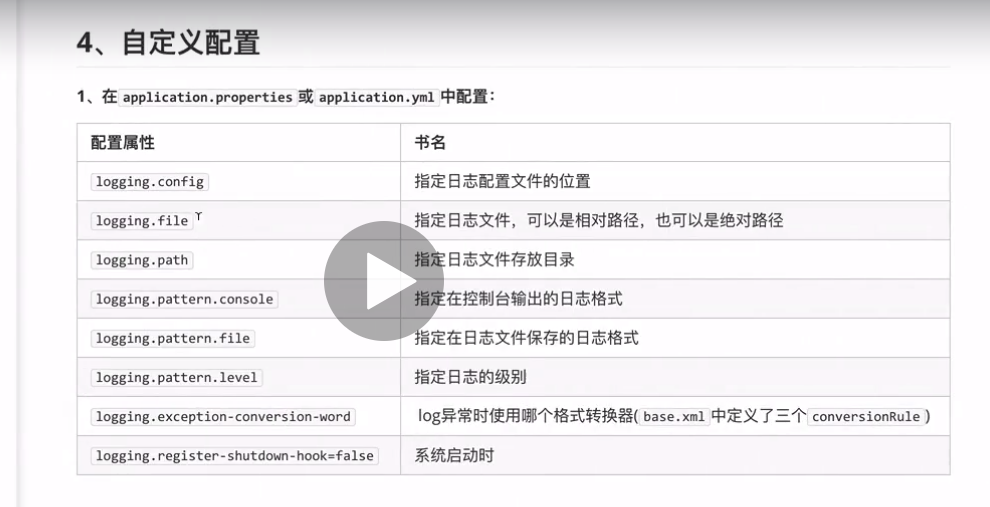 4、自定义配置
1、在 application.properties 或 application.yml 中配置：
配置属性 书名
logging.config 指定日志配置文件的位置
logging.file 指定日志文件，可以是相对路径，也可以是绝对路径
logging.path 指定日志文件存放目录
logging.pattern.console 指定在控制台输出的日志格式
logging.pattern.file 指定在日志文件保存的日志格式
logging.pattern.level 指定日志的级别
logging.exception-conversion-word log异常时使用哪个格式转换器( base.xml 中定义了三个 conversionRule )
logging.register-shutdown-hook=false 系统启动时